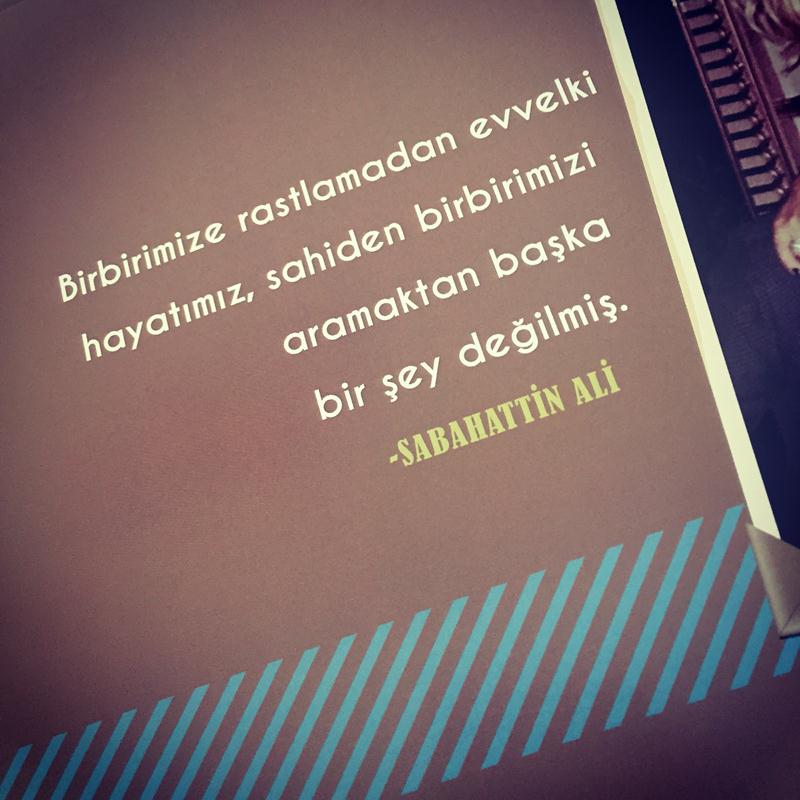 Birbirimize rastlamadan evvelki
hayatımız, sahiden birbirimizi
aramaktan başka
bir şey değilmiş.
-SABAHATTİN ALİ